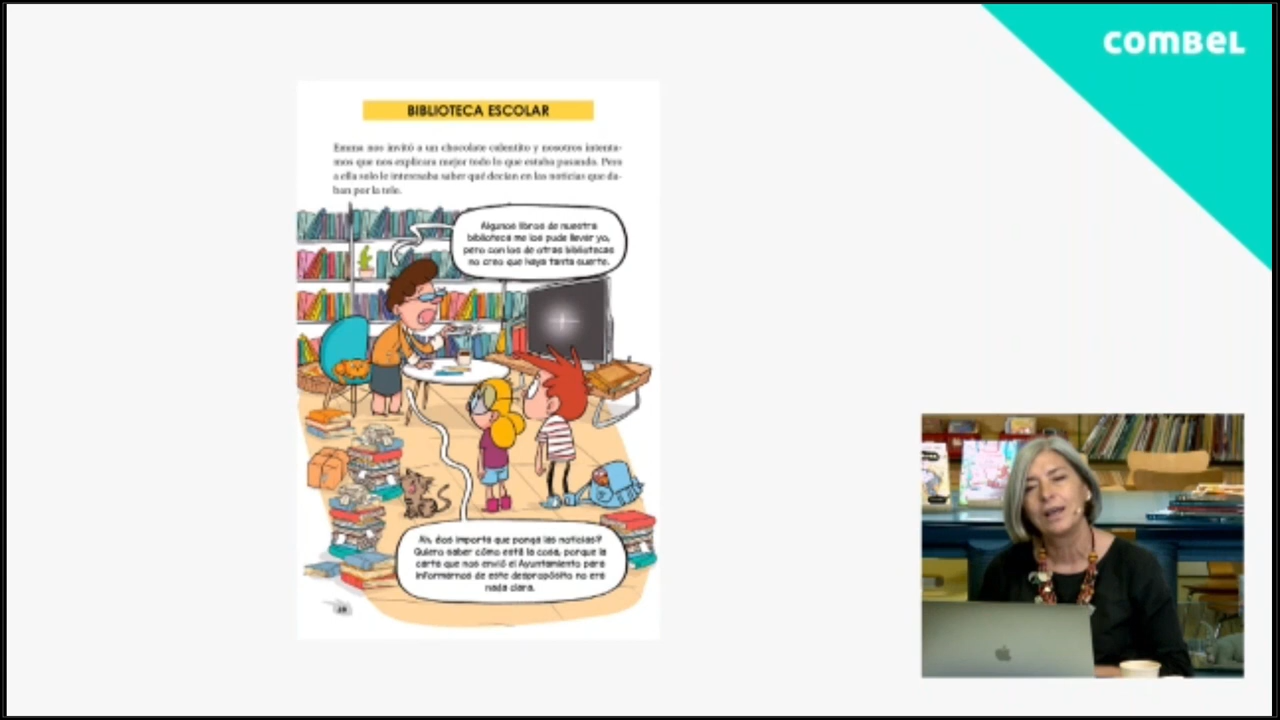 COMBEL
BIBLIOTECA ESCOLAR
Emma nos invitó a un chocolate calentito y nosotros intenta-
mos que nos explicara mejor todo lo que estaba pasando. Pero
a ella solo le interesaba saber qué decían en las noticias que da-
ban por la tele.
Algunos libros de nuestra
biblioteca me los pude llevar yo,
pero con los de otras bibliotecas
no creo que haya tanta suerte.
Ah, ¿os importa que ponga las noticias?
Quiero saber cómo está la cosa, porque la
carta que nos envió el Ayuntamiento para
informarnos de este despropósito no era
nada clara.